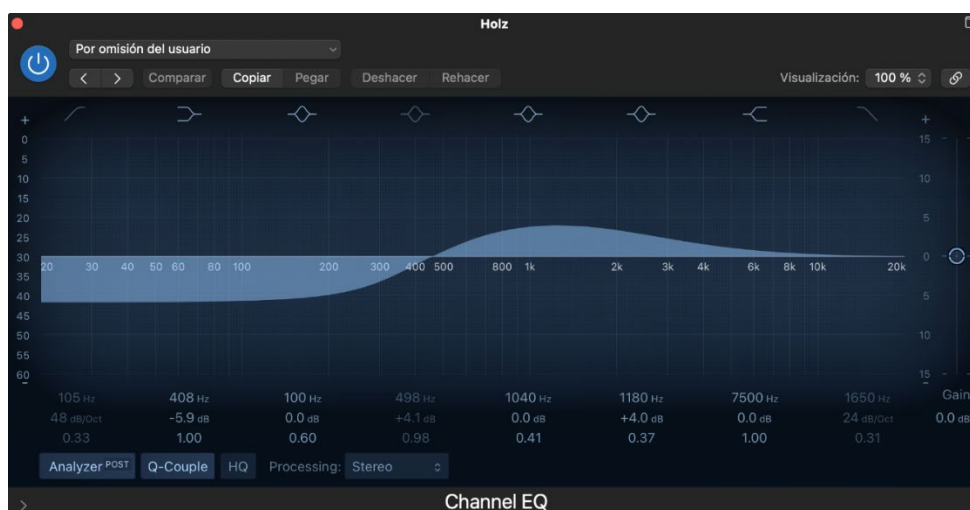 Holz
Por omisión del usuario
Comparar Copiar Pegar Deshacer Rehacer Visualización: 100 %
+ +
0 15 -
5
10 10
15
20 5
25
30 20 30 40 50 60 80 100 200 300 400 500 800 1k 2k 3k 4k 6k 8k 10k 20k 0
35
40 5
45
50 10
55
60 15
- -
105 Hz 408 Hz 100 Hz 498 Hz 1040 Hz 1180 Hz 7500 Hz 1650 Hz Gain
48 dB/Oct -5.9 dB 0.0 dB +4.1 dB 0.0 dB +4.0 dB 0.0 dB 24 dB/Oct 0.0 dB
0.33 1.00 0.60 0.98 0.41 0.37 1.00 0.31
Analyzer POST Q-Couple HQ Processing: Stereo
Channel EQ